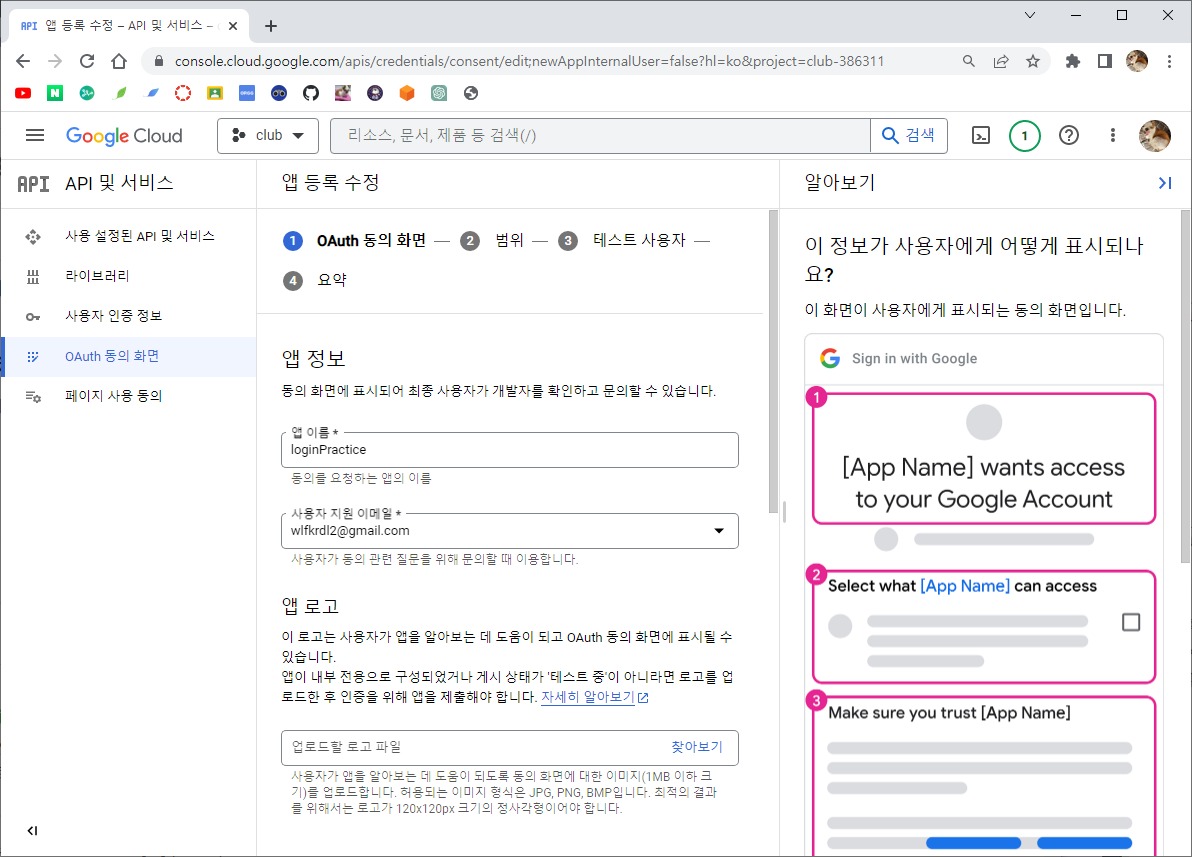 API 앱 등록 수정 – API 및 서비스 –
console.cloud.google.com/apis/credentials/consent/edit;newAppInternalUser=false?hl=ko&project=club-386311
Google Cloud
club
리소스, 문서, 제품 등 검색(/)
검색
1
API API 및 서비스
사용 설정된 API 및 서비스
라이브러리
사용자 인증 정보
OAuth 동의 화면
페이지 사용 동의
앱 등록 수정
1 OAuth 동의 화면 — 2 범위 — 3 테스트 사용자 —
4 요약
앱 정보
동의 화면에 표시되어 최종 사용자가 개발자를 확인하고 문의할 수 있습니다.
앱 이름 *
loginPractice
동의를 요청하는 앱의 이름
사용자 지원 이메일 *
wlfkrdl2@gmail.com
사용자가 동의 관련 질문을 위해 문의할 때 이용합니다.
앱 로고
이 로고는 사용자가 앱을 알아보는 데 도움이 되고 OAuth 동의 화면에 표시될 수
있습니다.
앱이 내부 전용으로 구성되었거나 게시 상태가 '테스트 중'이 아니라면 로고를 업
로드한 후 인증을 위해 앱을 제출해야 합니다. 자세히 알아보기
업로드할 로고 파일 찾아보기
사용자가 앱을 알아보는 데 도움이 되도록 동의 화면에 대한 이미지(1MB 이하 크
기)를 업로드합니다. 허용되는 이미지 형식은 JPG, PNG, BMP입니다. 최적의 결과
를 위해서는 로고가 120x120px 크기의 정사각형이어야 합니다.
알아보기
이 정보가 사용자에게 어떻게 표시되나
요?
이 화면이 사용자에게 표시되는 동의 화면입니다.
Sign in with Google
1
[App Name] wants access
to your Google Account
2
Select what [App Name] can access
3
Make sure you trust [App Name]